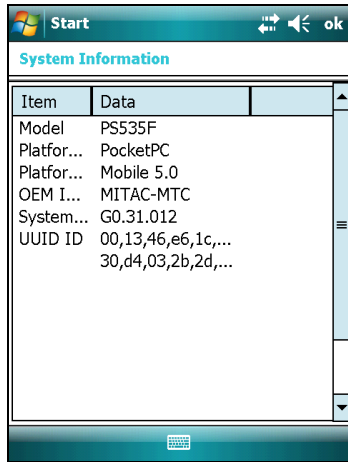 Start ok
System Information
Item Data
Model PS535F
Platfor... PocketPC
Platfor... Mobile 5.0
OEM I... MITAC-MTC
System... G0.31.012
UUID ID 00,13,46,e6,1c,...
30,d4,03,2b,2d,...